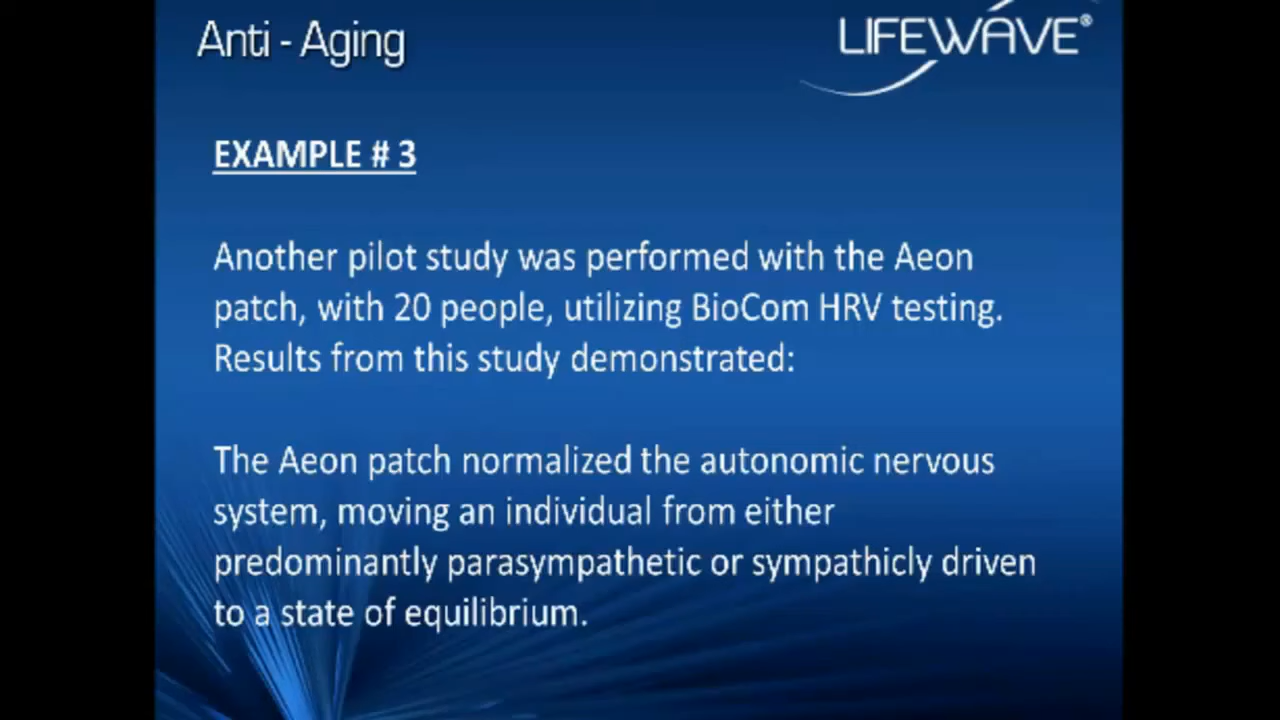 Anti - Aging
LIFEWAVE®
EXAMPLE # 3
Another pilot study was performed with the Aeon
patch, with 20 people, utilizing BioCom HRV testing.
Results from this study demonstrated:
The Aeon patch normalized the autonomic nervous
system, moving an individual from either
predominantly parasympathetic or sympathicly driven
to a state of equilibrium.